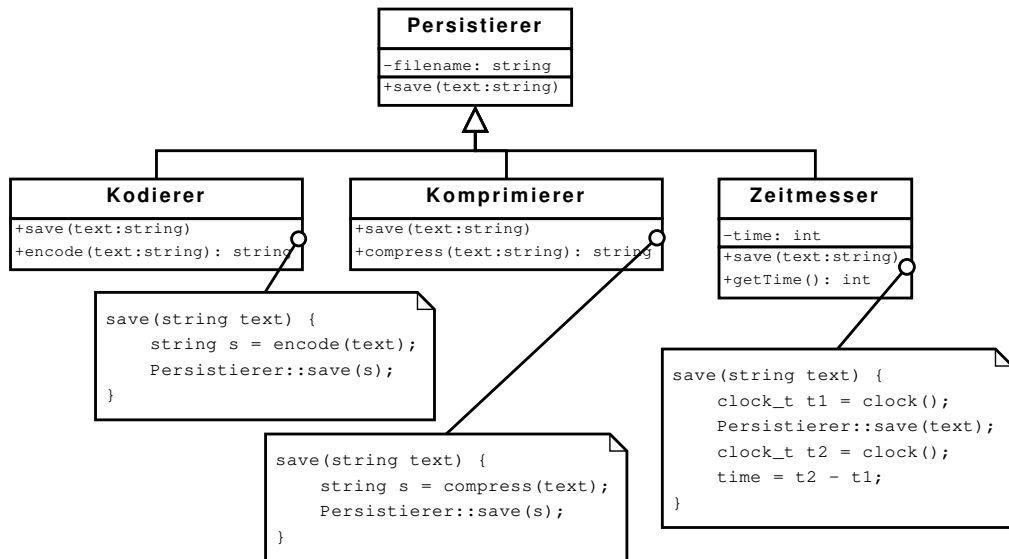 Persistierer
-filename: string
+save(text:string)
Kodierer
+save(text:string)
+encode(text:string): string
Komprimierer
+save(text:string)
+compress(text:string): string
Zeitmesser
-time: int
+save(text:string)
+getTime(): int
save(string text) {
string s = encode(text);
Persistierer::save(s);
}
save(string text) {
string s = compress(text);
Persistierer::save(s);
}
save(string text) {
clock_t t1 = clock();
Persistierer::save(text);
clock_t t2 = clock();
time = t2 - t1;
}